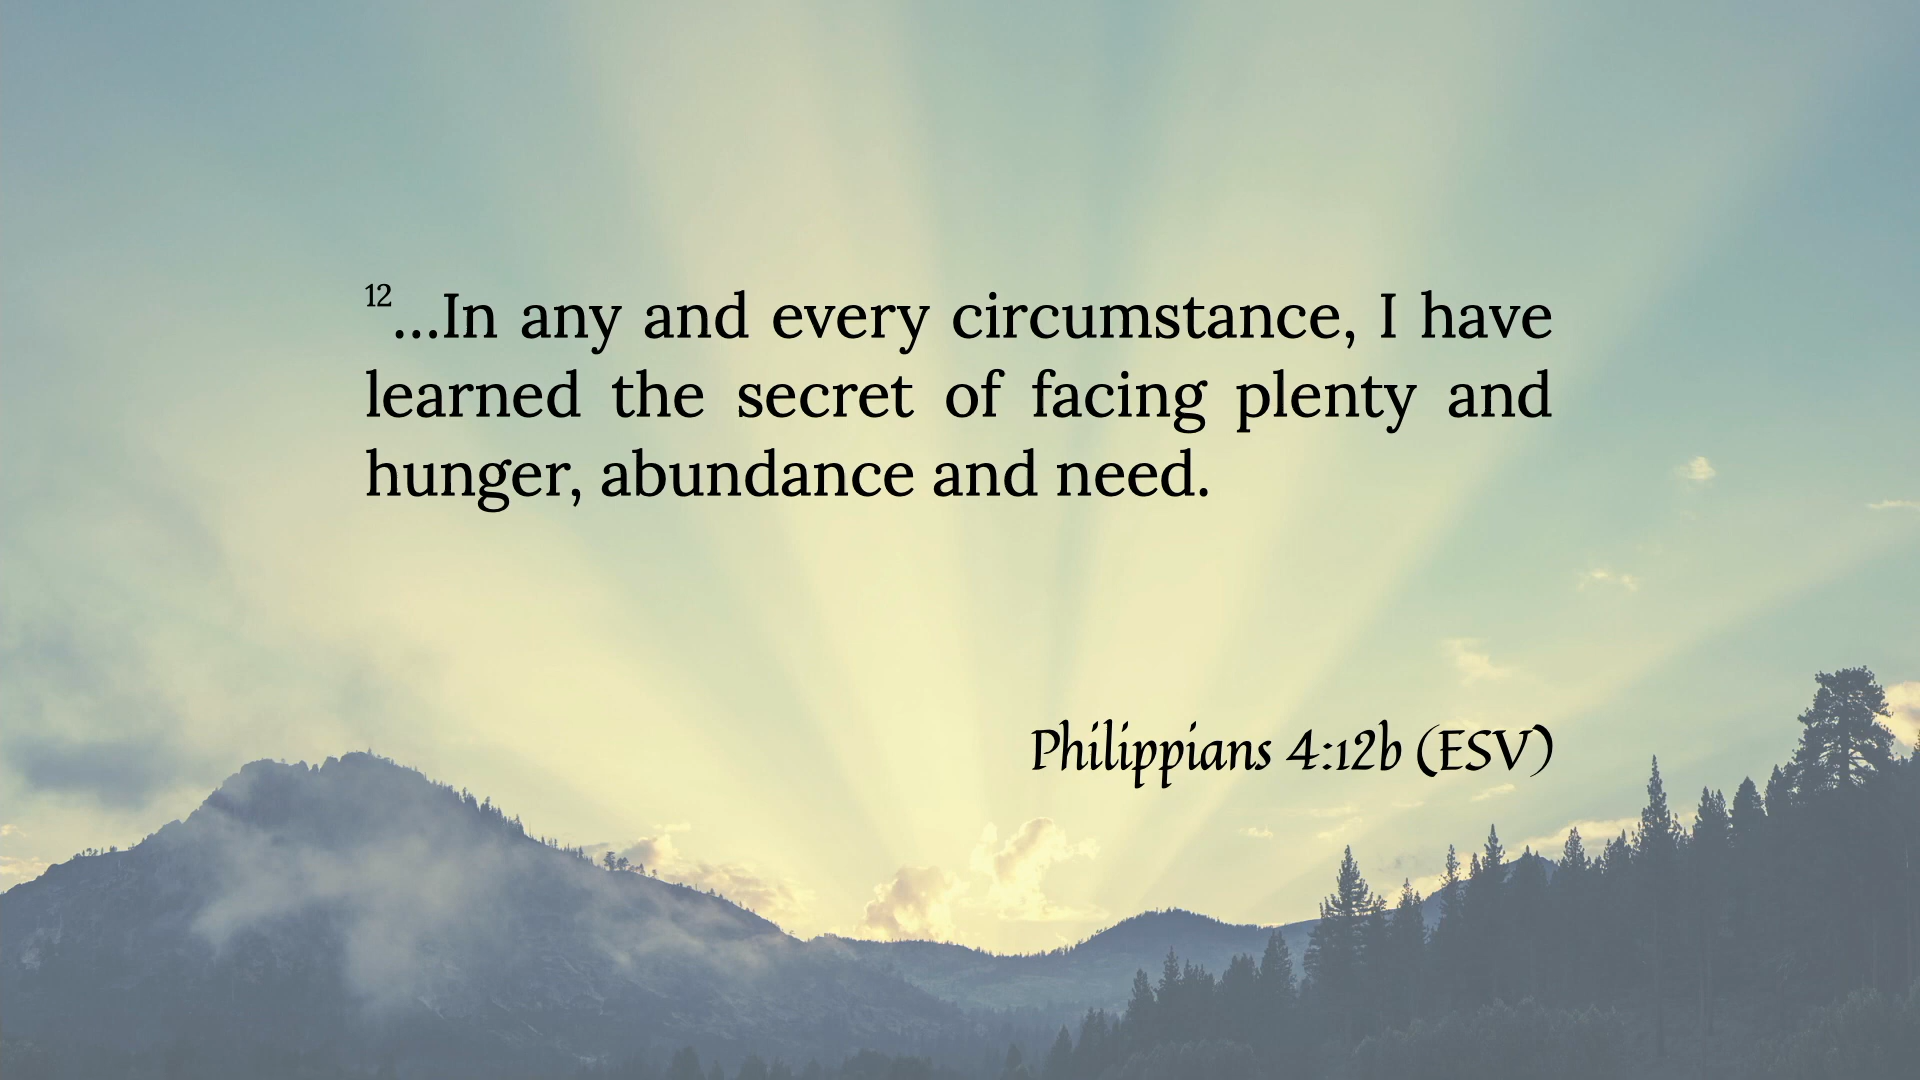 12...In any and every circumstance, I have
learned the secret of facing plenty and
hunger, abundance and need.
Philippians 4:12b (ESV)